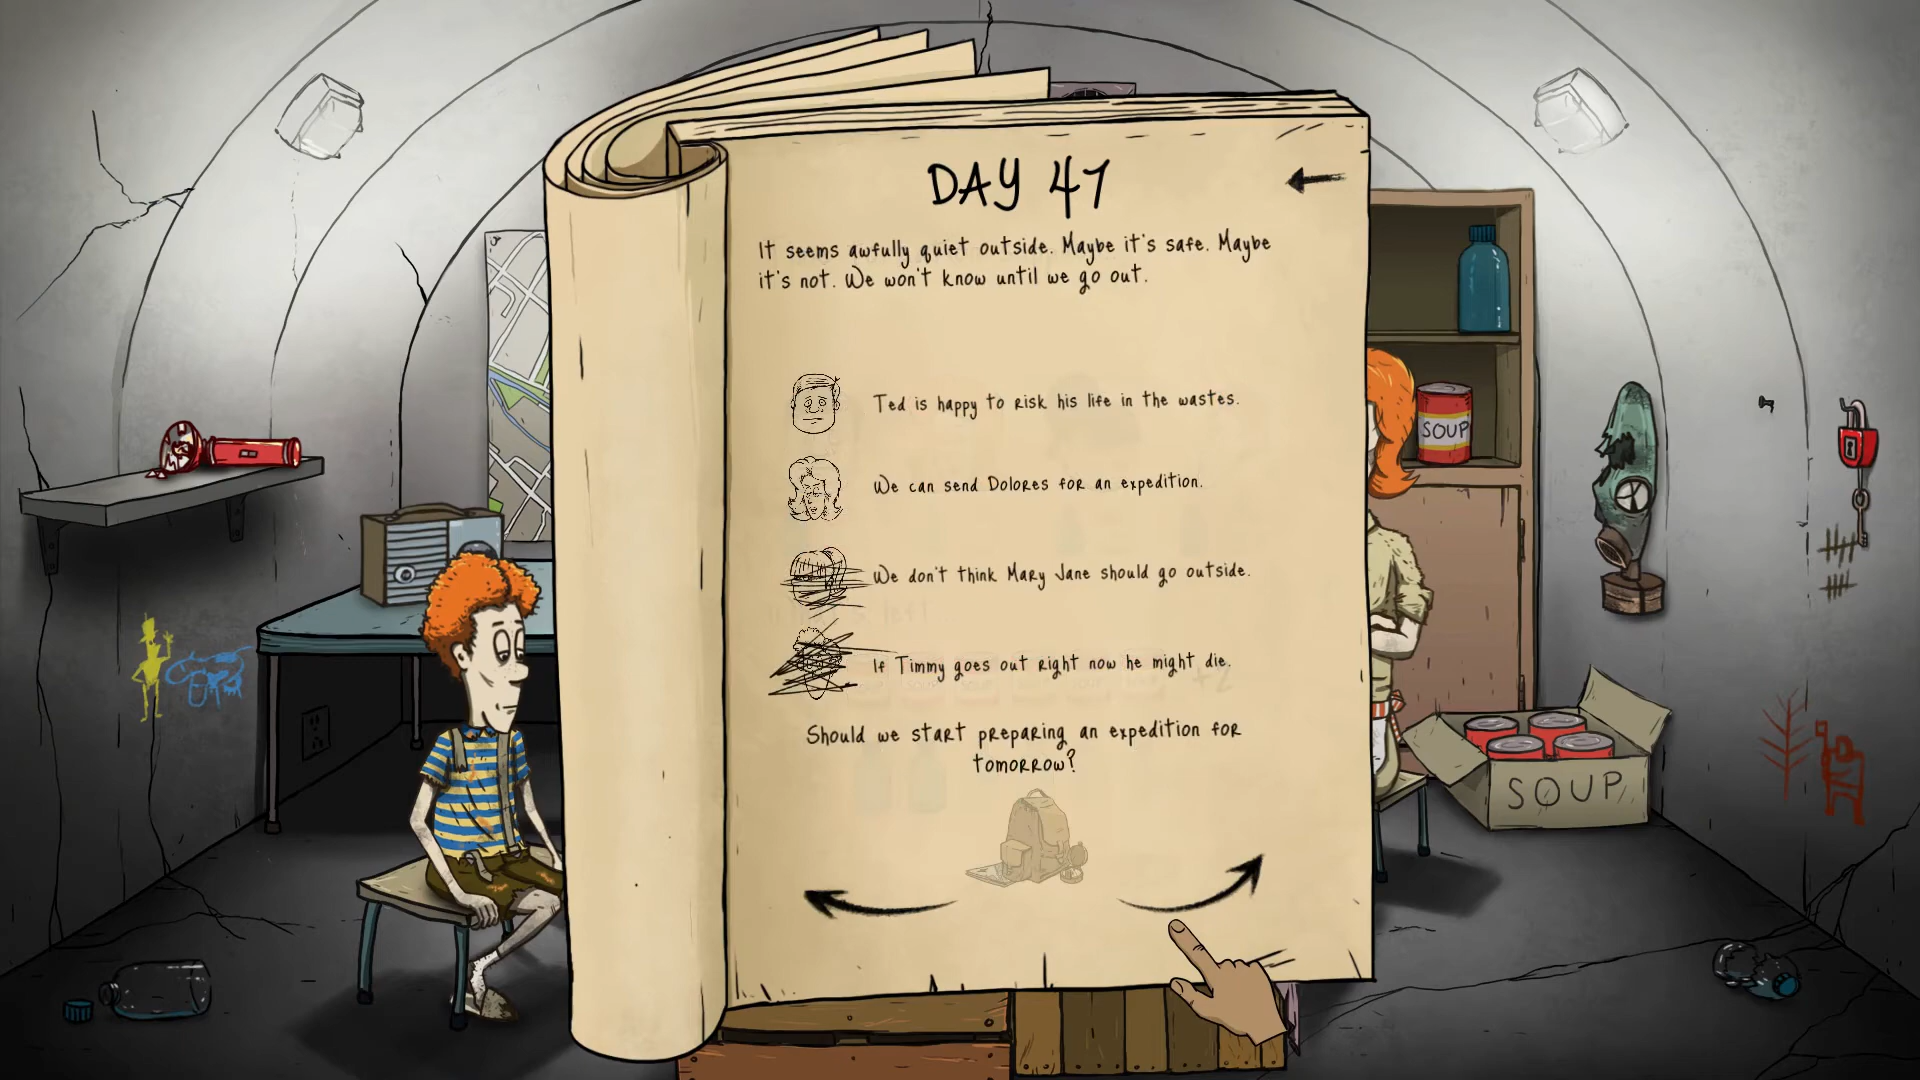 DAY 47
It seems awfully quiet outside. Maybe it's safe. Maybe
it's not. We won't know until we go out.
Ted is happy to risk his life in the wastes.
We can send Dolores for an expedition.
We don't think Mary Jane should go outside.
If Timmy goes out right now he might die.
Should we start preparing an expedition for
tomorrow?
SOUP
SOUP